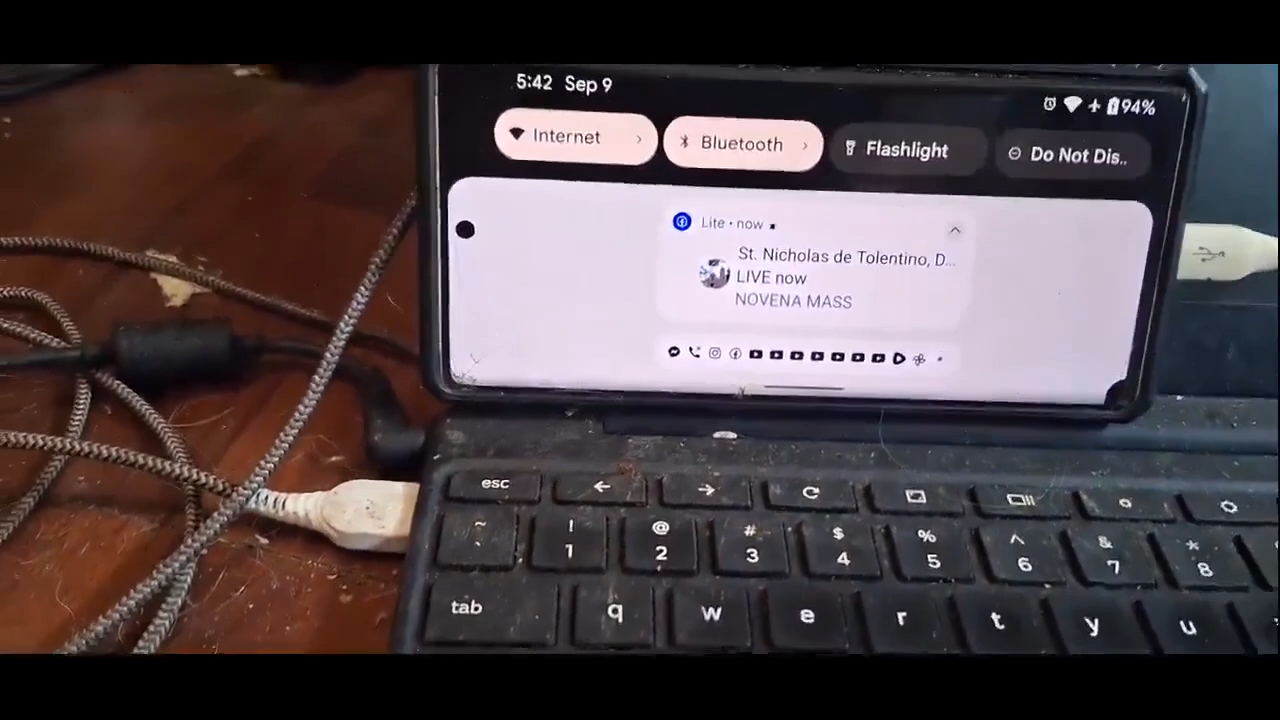 5:42 Sep 9
94%
Internet
Bluetooth
Flashlight
Do Not Dis..
Lite • now
St. Nicholas de Tolentino, D...
LIVE now
NOVENA MASS
esc
~ ! @ # $ % ^ & *
` 1 2 3 4 5 6 7 8
tab q w e r t y u